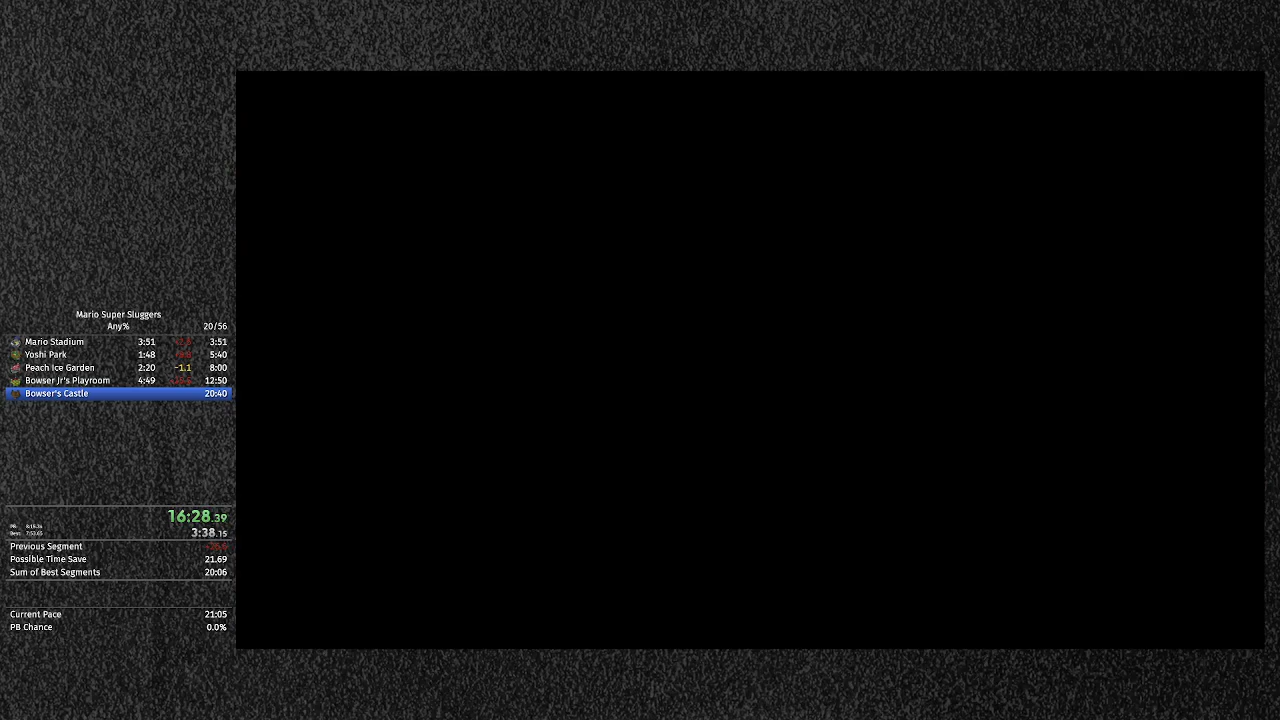 Mario Super Sluggers
Any% 20/56
Mario Stadium 3:51 3:51
Yoshi Park 1:48 5:40
Peach Ice Garden 2:20 −1.1 8:00
Bowser Jr's Playroom 4:49 12:50
Bowser's Castle 20:40
16:28.39
PB:
Best: 3:38.15
Previous Segment
Possible Time Save 21.69
Sum of Best Segments 20:06
Current Pace 21:05
PB Chance 0.0%